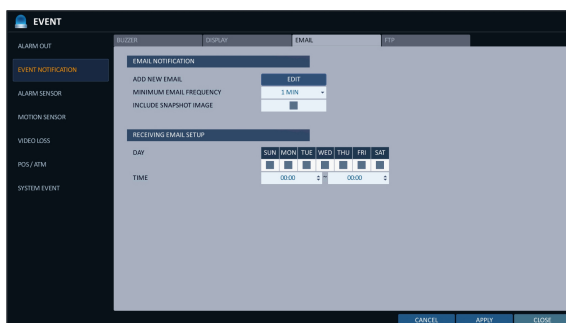 EVENT
ALARM OUT
EVENT NOTIFICATION
ALARM SENSOR
MOTION SENSOR
VIDEO LOSS
POS / ATM
SYSTEM EVENT
BUZZER DISPLAY EMAIL FTP
EMAIL NOTIFICATION
ADD NEW EMAIL EDIT
MINIMUM EMAIL FREQUENCY 1 MIN
INCLUDE SNAPSHOT IMAGE
RECEIVING EMAIL SETUP
DAY SUN MON TUE WED THU FRI SAT
TIME 00:00 ~ 00:00
CANCEL APPLY CLOSE